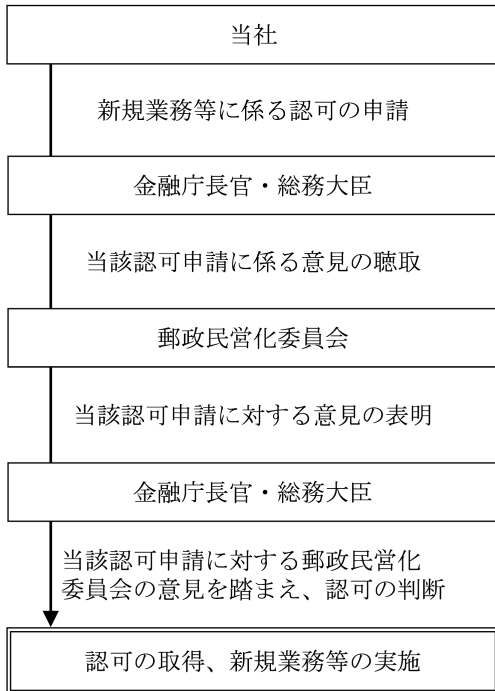 当社
新規業務等に係る認可の申請
金融庁長官・総務大臣
当該認可申請に係る意見の聴取
郵政民営化委員会
当該認可申請に対する意見の表明
金融庁長官・総務大臣
当該認可申請に対する郵政民営化
委員会の意見を踏まえ、認可の判断
認可の取得、新規業務等の実施